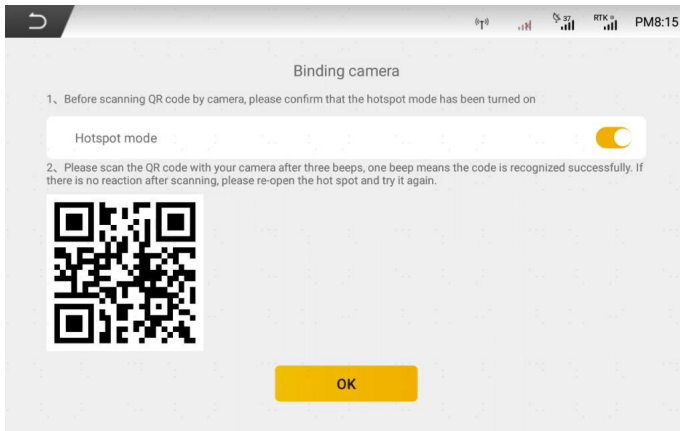 37
RTK
PM8:15
Binding camera
1、Before scanning QR code by camera, please confirm that the hotspot mode has been turned on
Hotspot mode
2、Please scan the QR code with your camera after three beeps, one beep means the code is recognized successfully. If
there is no reaction after scanning, please re-open the hot spot and try it again.
OK